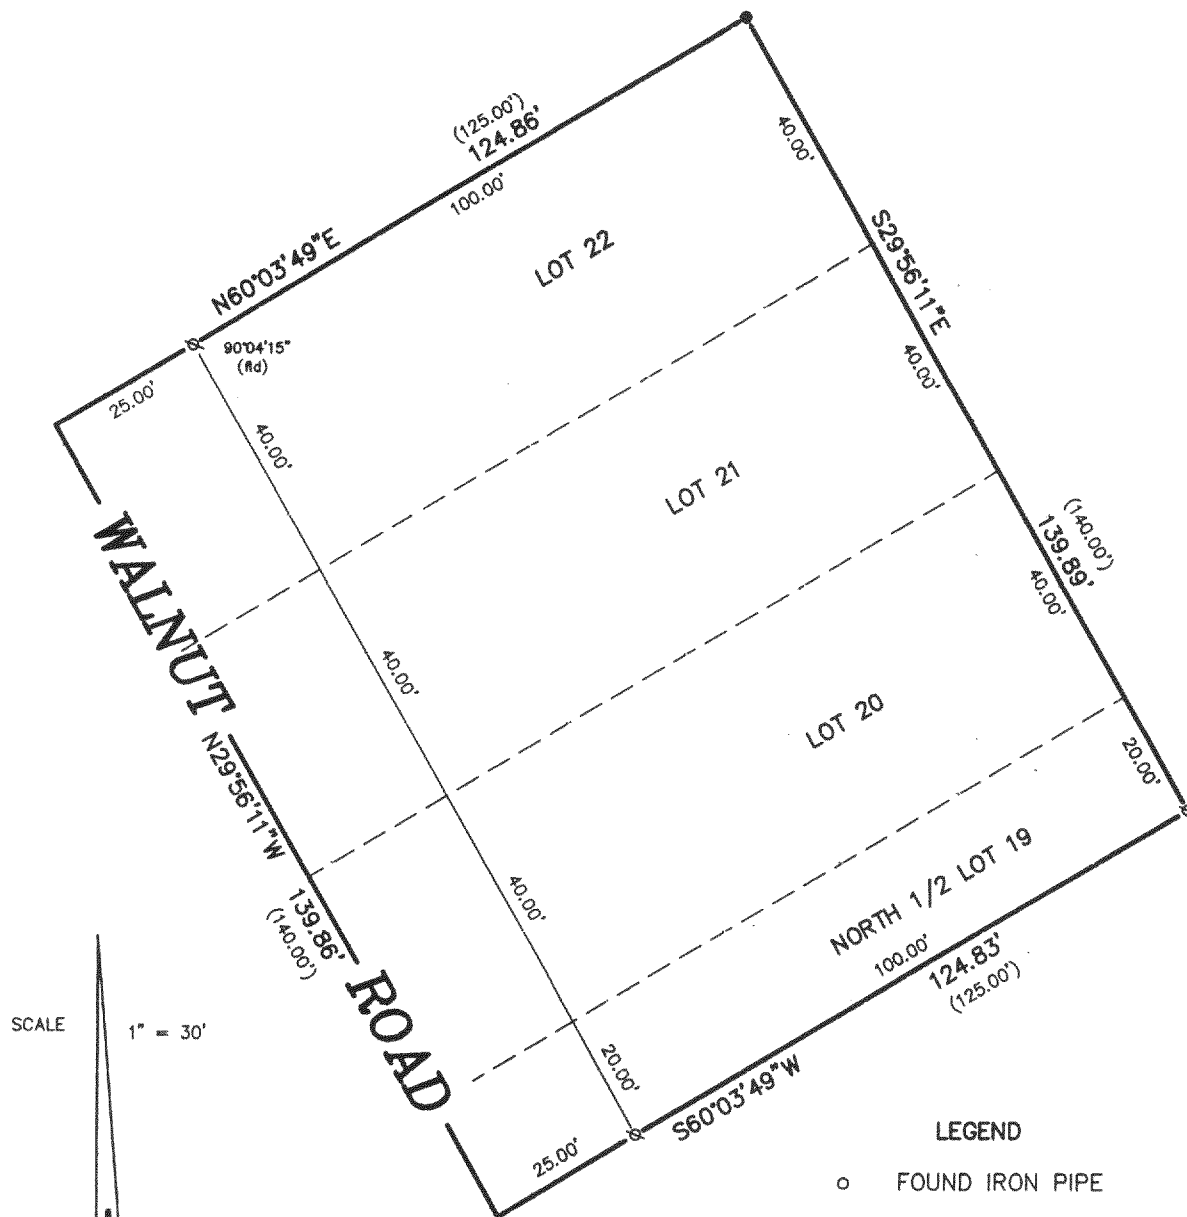 (125.00')
124.86'
100.00'
N60°03'49"E
25.00'
90°04'15"
(fld)
LOT 22
40.00'
S29°56'11"E
40.00'
40.00'
LOT 21
(140.00')
139.89'
40.00'
40.00'
LOT 20
20.00'
WALNUT
ROAD
N29°56'11"W
139.86'
(140.00')
40.00'
NORTH 1/2 LOT 19
100.00'
124.83'
(125.00')
20.00'
S60°03'49"W
25.00'
SCALE 1" = 30'
LEGEND
o FOUND IRON PIPE